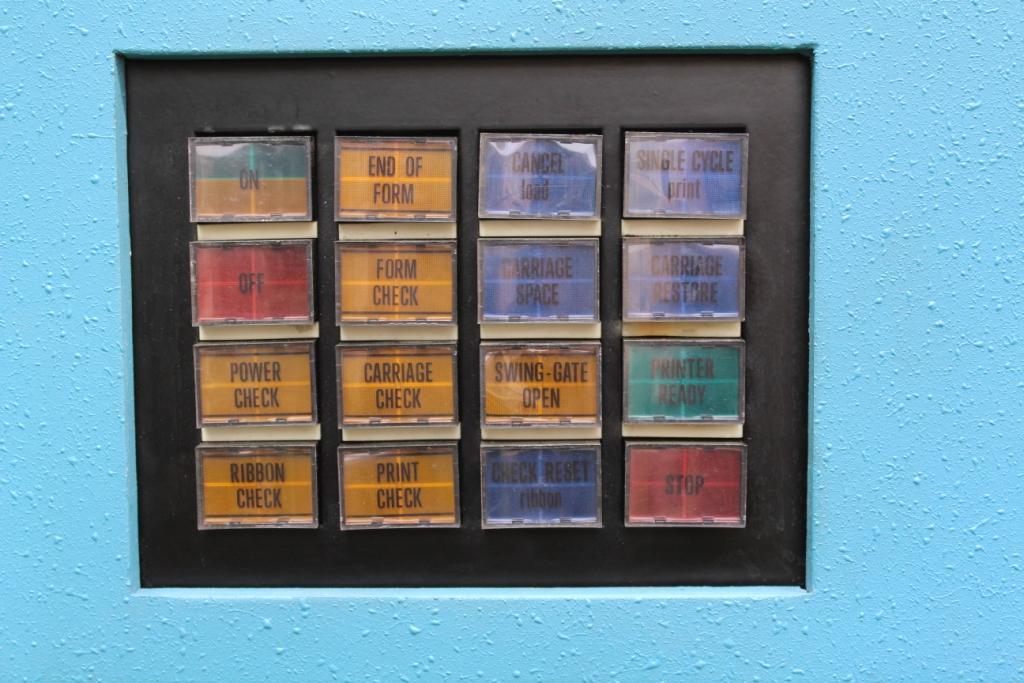 ON
END OF
FORM
CANCEL
load
SINGLE CYCLE
print
OFF
FORM
CHECK
CARRIAGE
SPACE
CARRIAGE
RESTORE
POWER
CHECK
CARRIAGE
CHECK
SWING-GATE
OPEN
PRINTER
READY
RIBBON
CHECK
PRINT
CHECK
CHECK RESET
ribbon
STOP